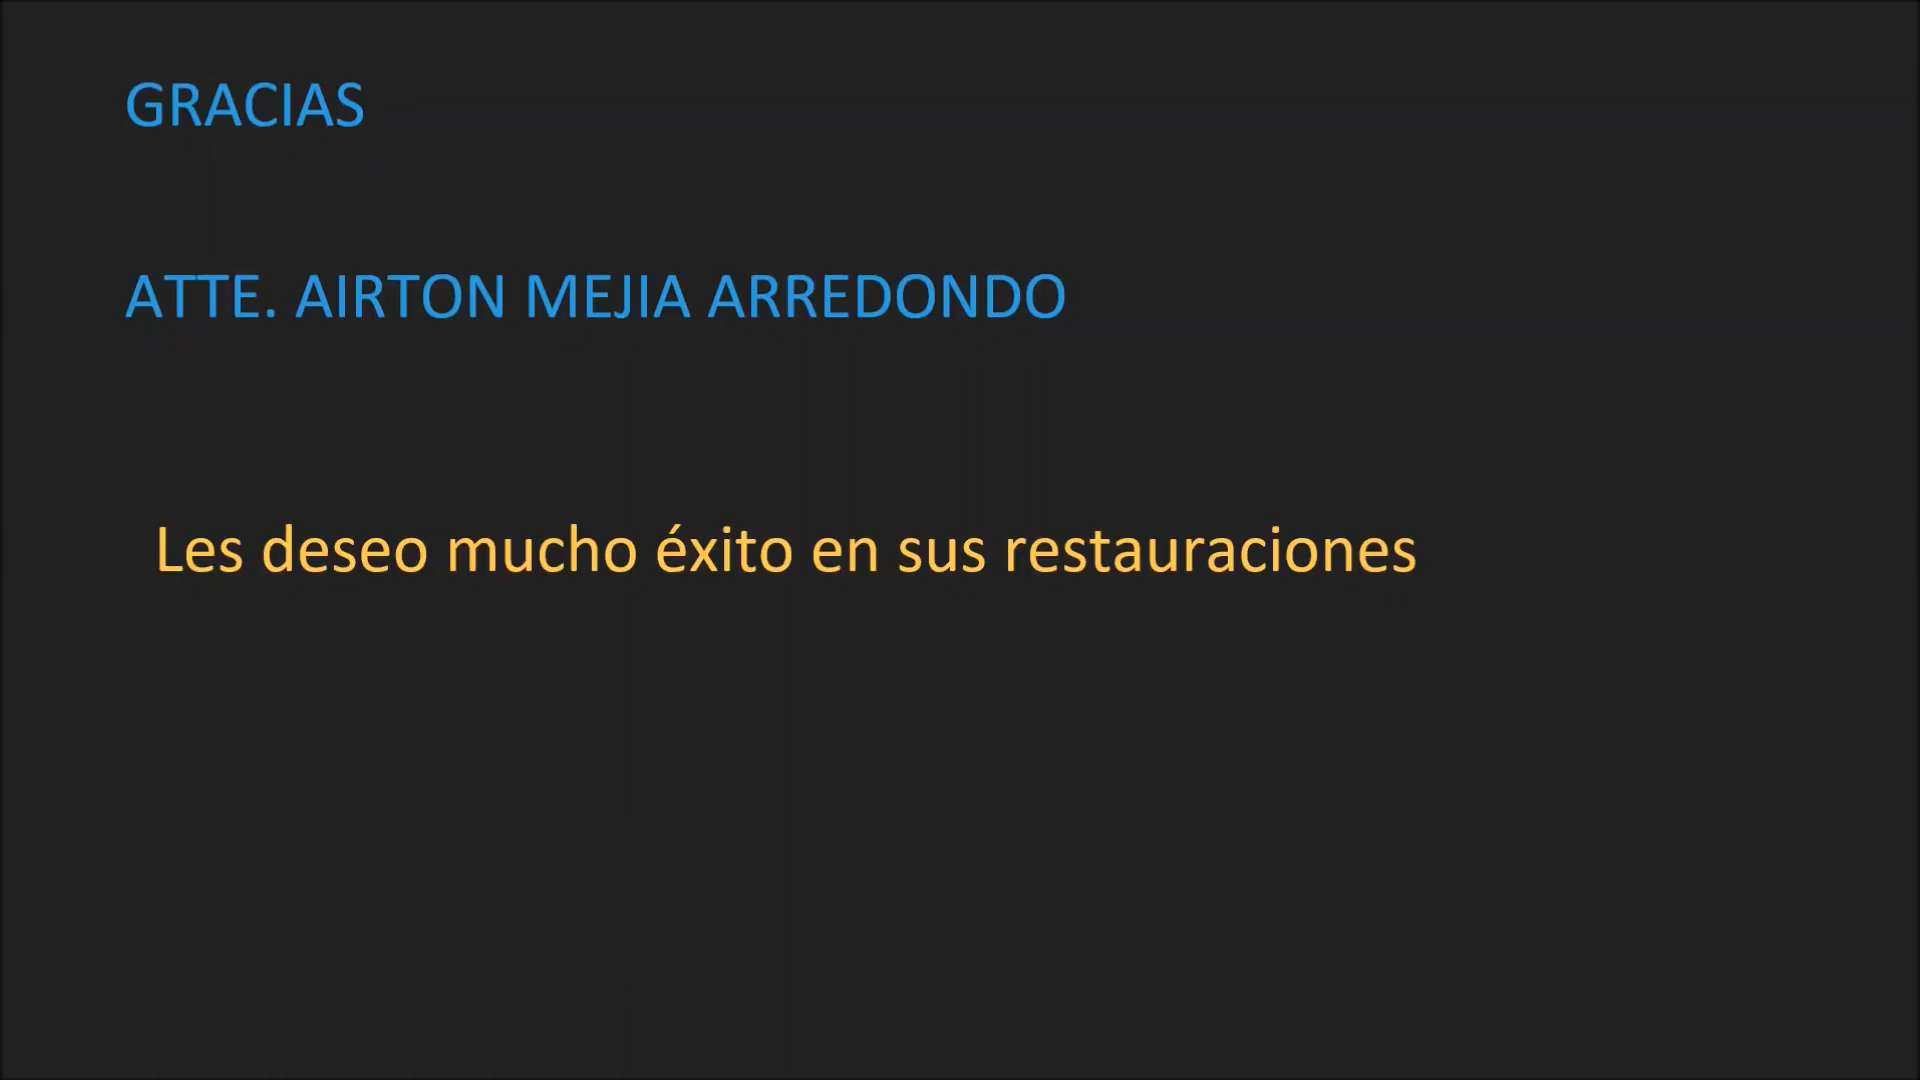 GRACIAS
ATTE. AIRTON MEJIA ARREDONDO
Les deseo mucho éxito en sus restauraciones